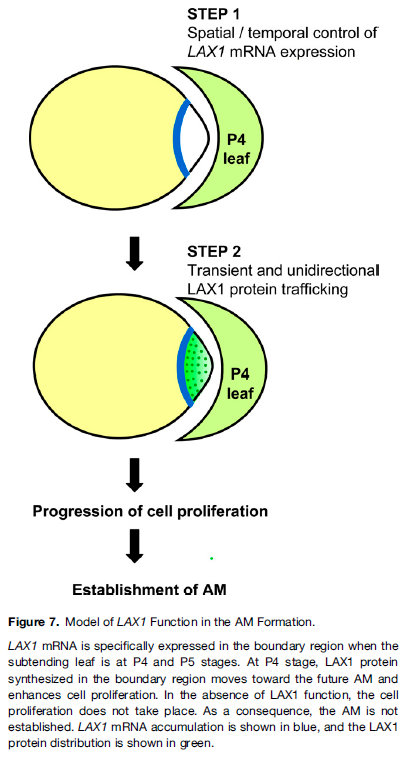 STEP 1
Spatial / temporal control of
LAX1 mRNA expression
P4
leaf
STEP 2
Transient and unidirectional
LAX1 protein trafficking
P4
leaf
Progression of cell proliferation
Establishment of AM
Figure 7. Model of LAX1 Function in the AM Formation.
LAX1 mRNA is specifically expressed in the boundary region when the
subtending leaf is at P4 and P5 stages. At P4 stage, LAX1 protein
synthesized in the boundary region moves toward the future AM and
enhances cell proliferation. In the absence of LAX1 function, the cell
proliferation does not take place. As a consequence, the AM is not
established. LAX1 mRNA accumulation is shown in blue, and the LAX1
protein distribution is shown in green.